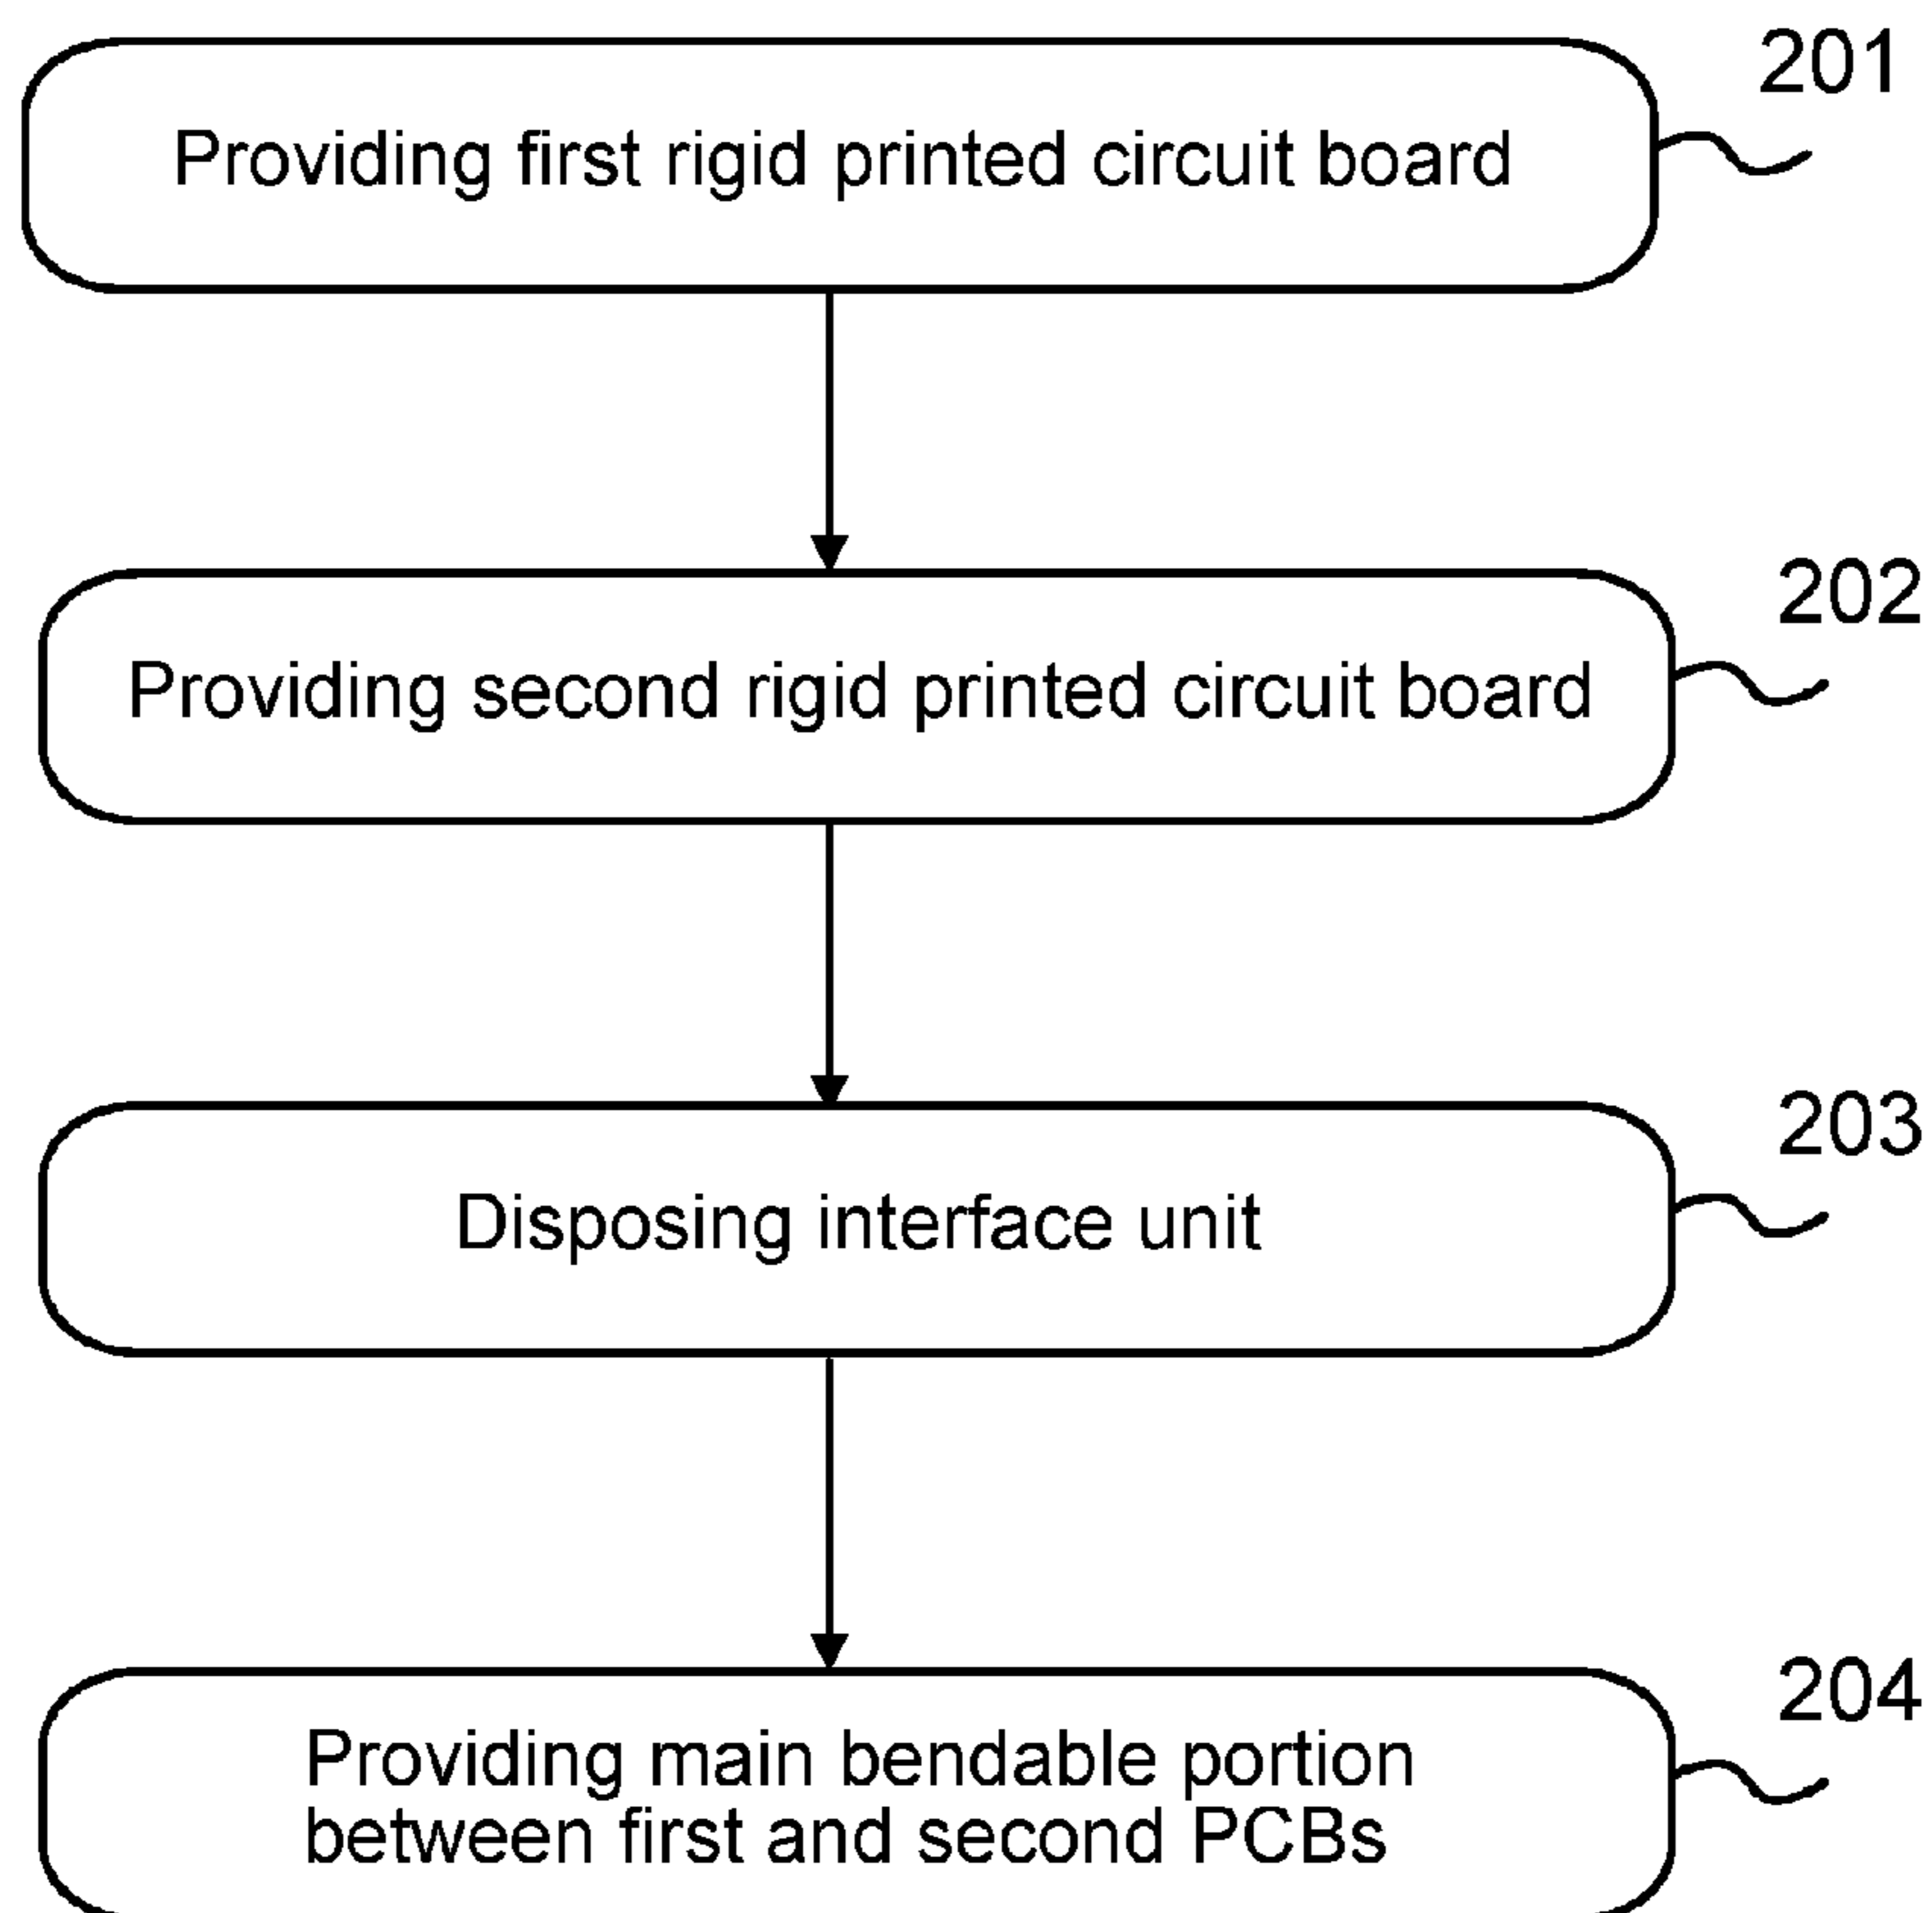 201
Providing first rigid printed circuit board
202
Providing second rigid printed circuit board
203
Disposing interface unit
204
Providing main bendable portion
between first and second PCBs